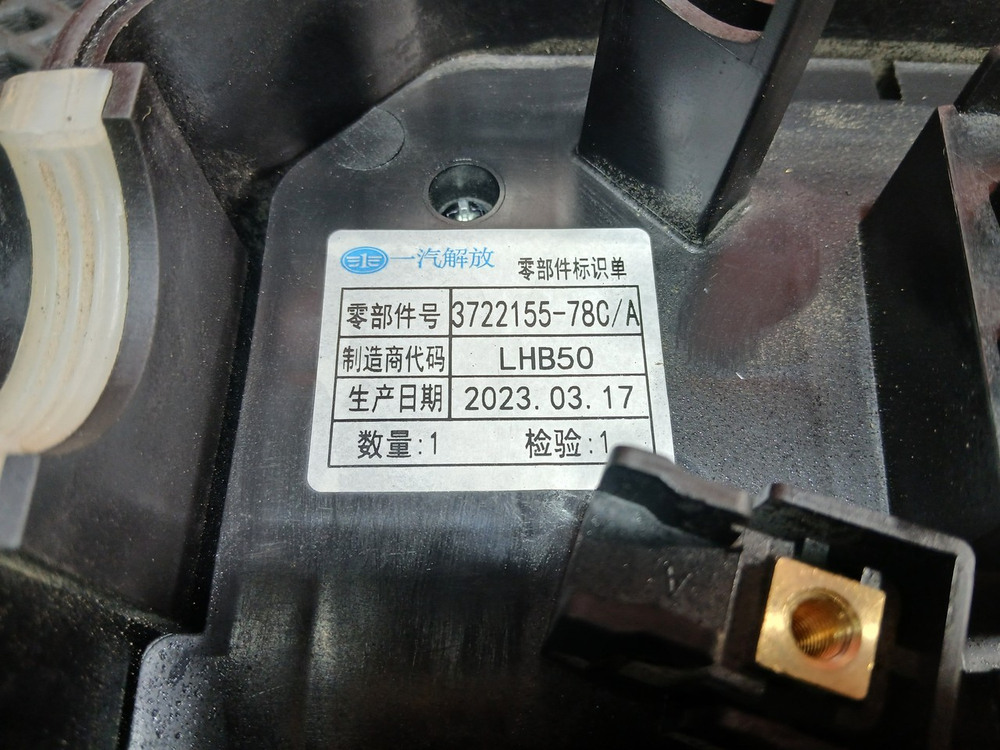 一汽解放 零部件标识单
零部件号 3722155-78C/A
制造商代码 LHB50
生产日期 2023.03.17
数量:1 检验:1
V